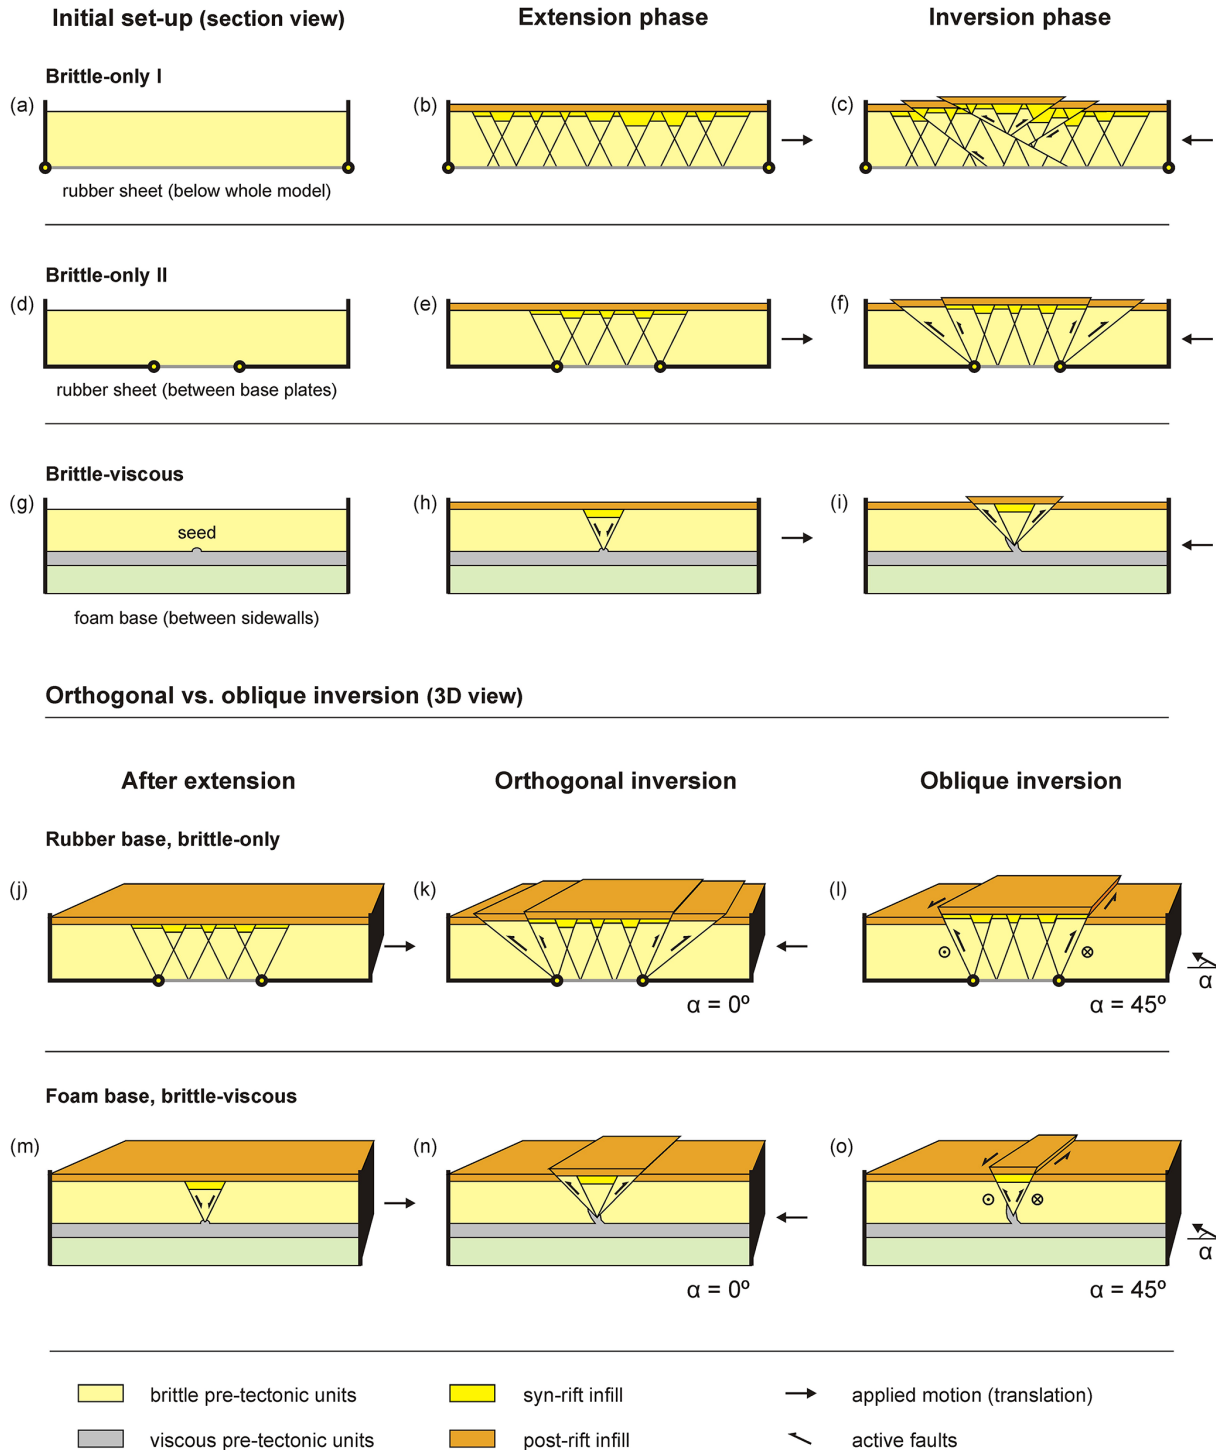 Initial set-up (section view)
Extension phase
Inversion phase
Brittle-only I
(a)
(b)
(c)
rubber sheet (below whole model)
Brittle-only II
(d)
(e)
(f)
rubber sheet (between base plates)
Brittle-viscous
(g)
seed
(h)
(i)
foam base (between sidewalls)
Orthogonal vs. oblique inversion (3D view)
After extension
Orthogonal inversion
Oblique inversion
Rubber base, brittle-only
(j)
(k)
(l)
α
α = 0º
α = 45º
Foam base, brittle-viscous
(m)
(n)
(o)
α
α = 0º
α = 45º
brittle pre-tectonic units
syn-rift infill
applied motion (translation)
viscous pre-tectonic units
post-rift infill
active faults